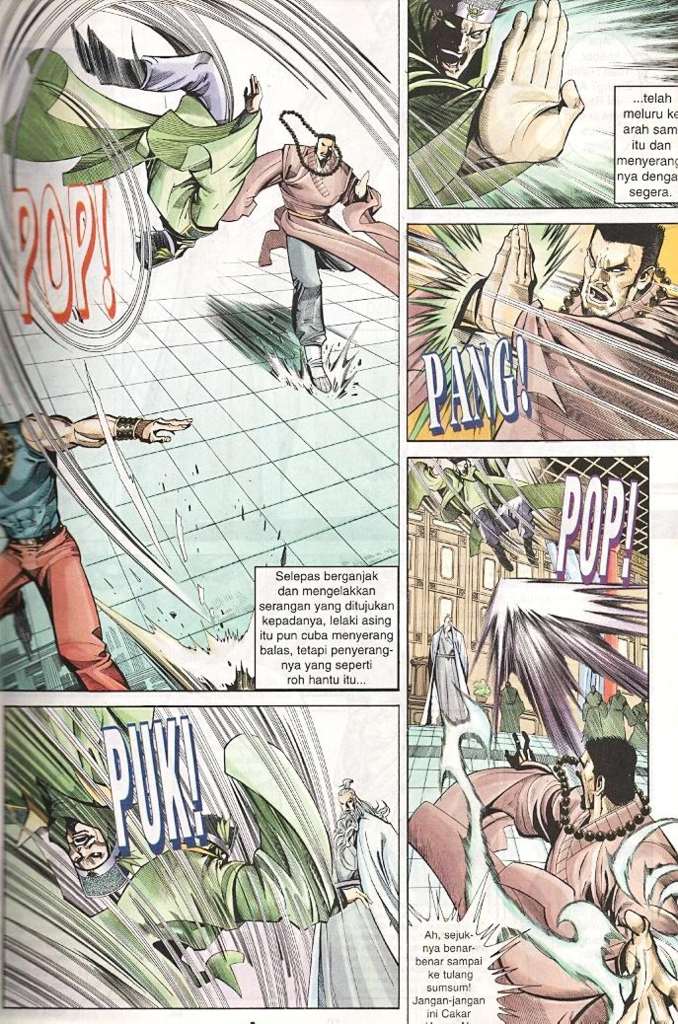 POP!
Selepas berganjak
dan mengelakkan
serangan yang ditujukan
kepadanya, lelaki asing
itu pun cuba menyerang
balas, tetapi penyerang-
nya yang seperti
roh hantu itu...
PUK!
...telah
meluru ke
arah sam
itu dan
menyerang
nya denga
segera.
PANG!
POP!
Ah, sejuk-
nya benar-
benar sampai
ke tulang
sumsum!
Jangan-jangan
ini Cakar